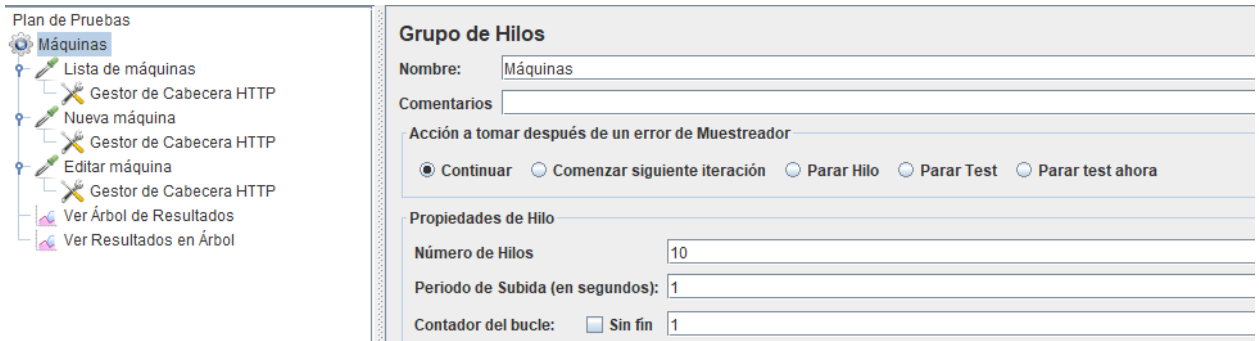 Plan de Pruebas
Máquinas
Lista de máquinas
Gestor de Cabecera HTTP
Nueva máquina
Gestor de Cabecera HTTP
Editar máquina
Gestor de Cabecera HTTP
Ver Árbol de Resultados
Ver Resultados en Árbol
Grupo de Hilos
Nombre: Máquinas
Comentarios
Acción a tomar después de un error de Muestreador
Continuar Comenzar siguiente iteración Parar Hilo Parar Test Parar test ahora
Propiedades de Hilo
Número de Hilos 10
Periodo de Subida (en segundos): 1
Contador del bucle: Sin fin 1